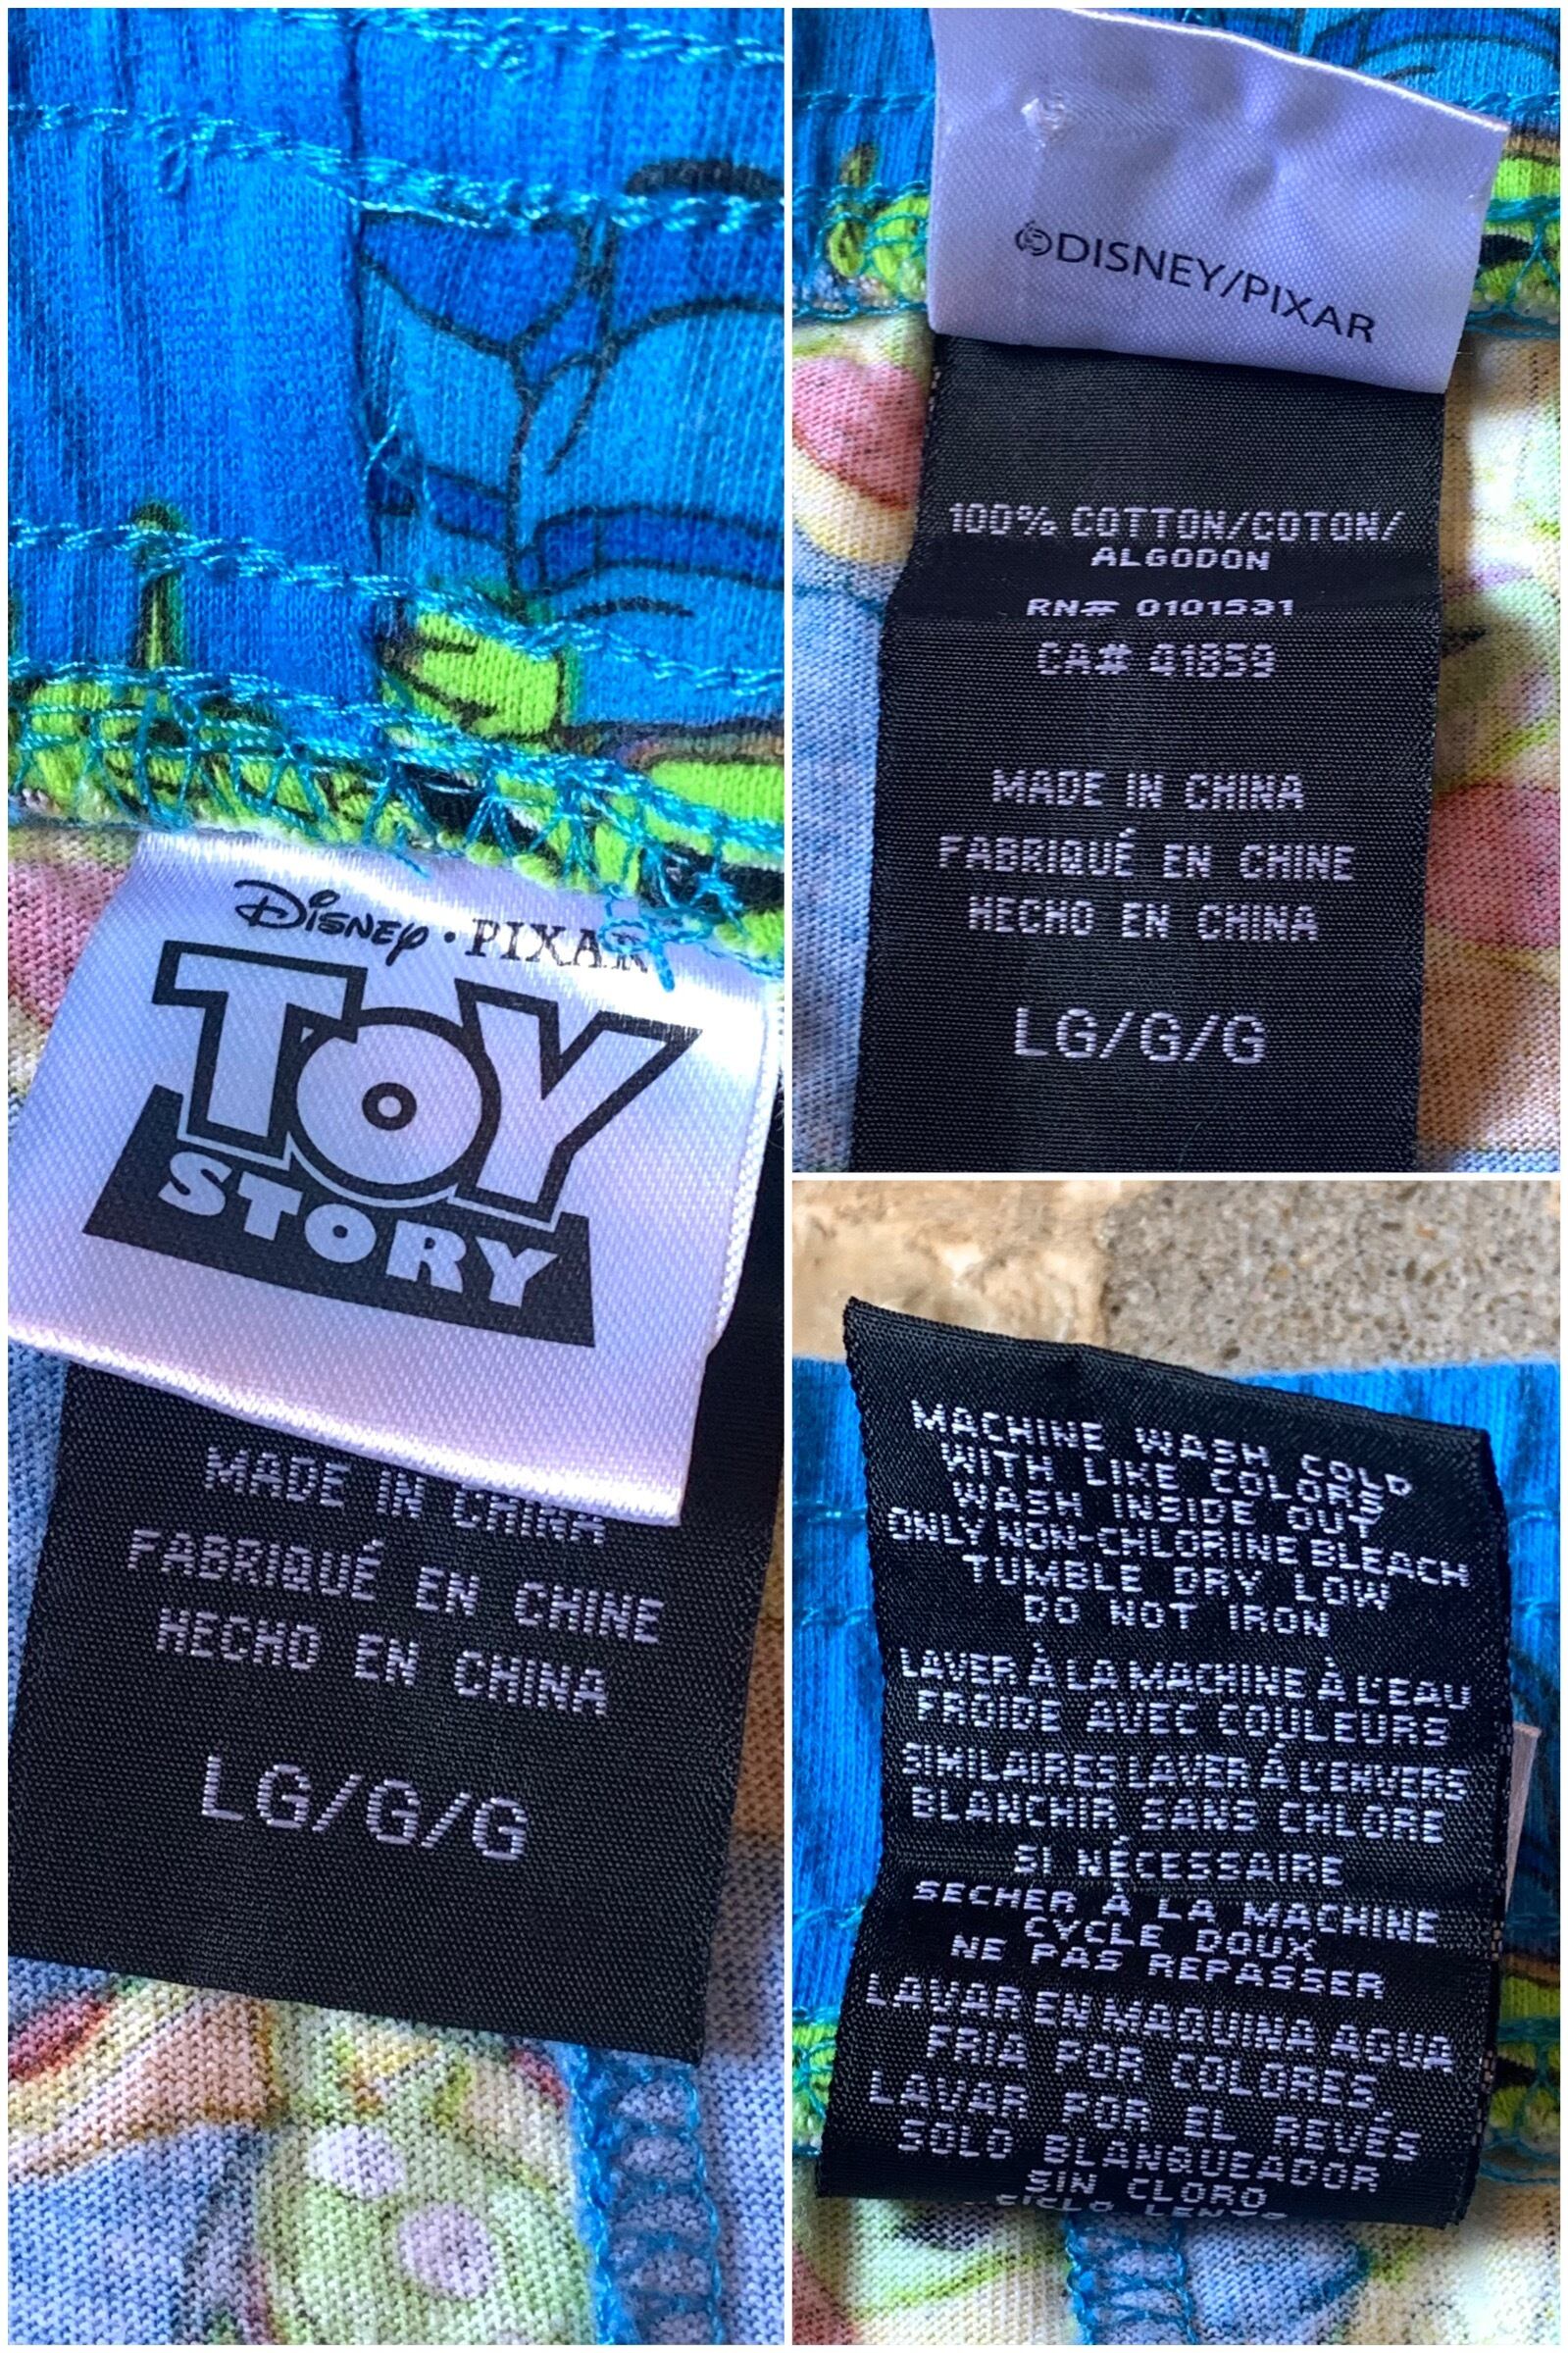 DISNEY · PIXAR
TOY
STORY
MADE IN CHINA
FABRIQUÉ EN CHINE
HECHO EN CHINA
LG/G/G
©DISNEY/PIXAR
100% COTTON/COTON/
ALGODON
RN# 0101531
CA# 41859
MADE IN CHINA
FABRIQUÉ EN CHINE
HECHO EN CHINA
LG/G/G
MACHINE WASH COLD
WITH LIKE COLORS
WASH INSIDE OUT
ONLY NON-CHLORINE BLEACH
TUMBLE DRY LOW
DO NOT IRON
LAVER À LA MACHINE À L'EAU
FROIDE AVEC COULEURS
SIMILAIRES LAVER À L'ENVERS
BLANCHIR SANS CHLORE
SI NÉCESSAIRE
SECHER À LA MACHINE
CYCLE DOUX
NE PAS REPASSER
LAVAR EN MAQUINA AGUA
FRIA POR COLORES,
LAVAR POR EL REVÉS
SOLO BLANQUEADOR
SIN CLORO
CICLO LENTO